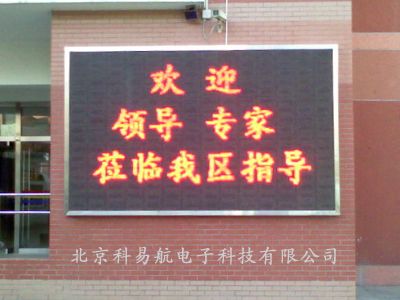 欢 迎
领导 专家
莅临我区指导
北京科易航电子科技有限公司